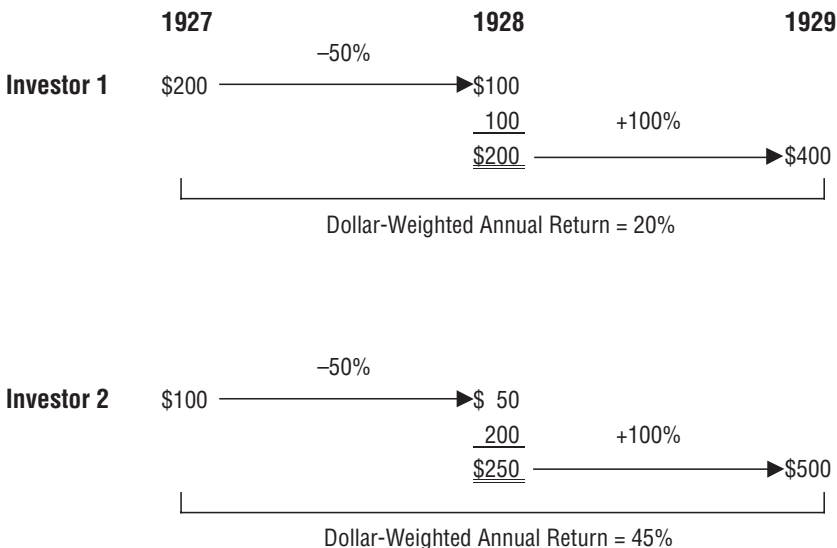 1927 1928 1929
–50%
Investor 1 $200 $100
100 +100%
$200 $400
Dollar-Weighted Annual Return = 20%
–50%
Investor 2 $100 $ 50
200 +100%
$250 $500
Dollar-Weighted Annual Return = 45%